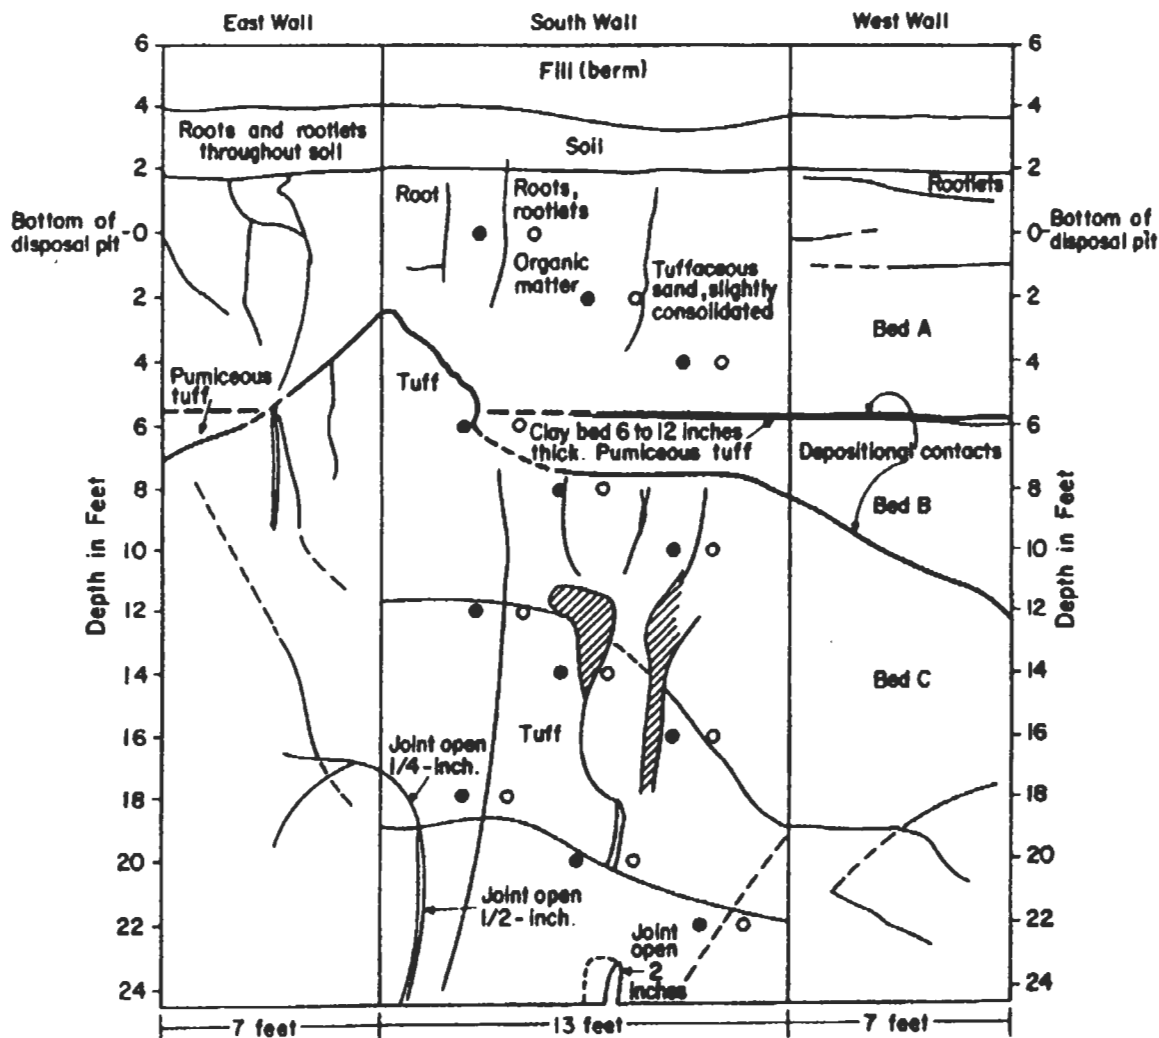 East Wall
South Wall
West Wall
Fill (berm)
Roots and rootlets
throughout soil
Soil
Root
Roots,
rootlets
Organic
matter
Tuffaceous
sand, slightly
consolidated
Rootlets
Bottom of
disposal pit
Bottom of
disposal pit
Bed A
Pumiceous
tuff
Tuff
Clay bed 6 to 12 inches
thick. Pumiceous tuff
Depositional contacts
Bed B
Bed C
Tuff
Joint open
1/4-inch.
Joint open
1/2-inch.
Joint
open
2
inches
Depth in Feet
6
4
2
0
2
4
6
8
10
12
14
16
18
20
22
24
Depth in Feet
6
4
2
0
2
4
6
8
10
12
14
16
18
20
22
24
7 feet
13 feet
7 feet